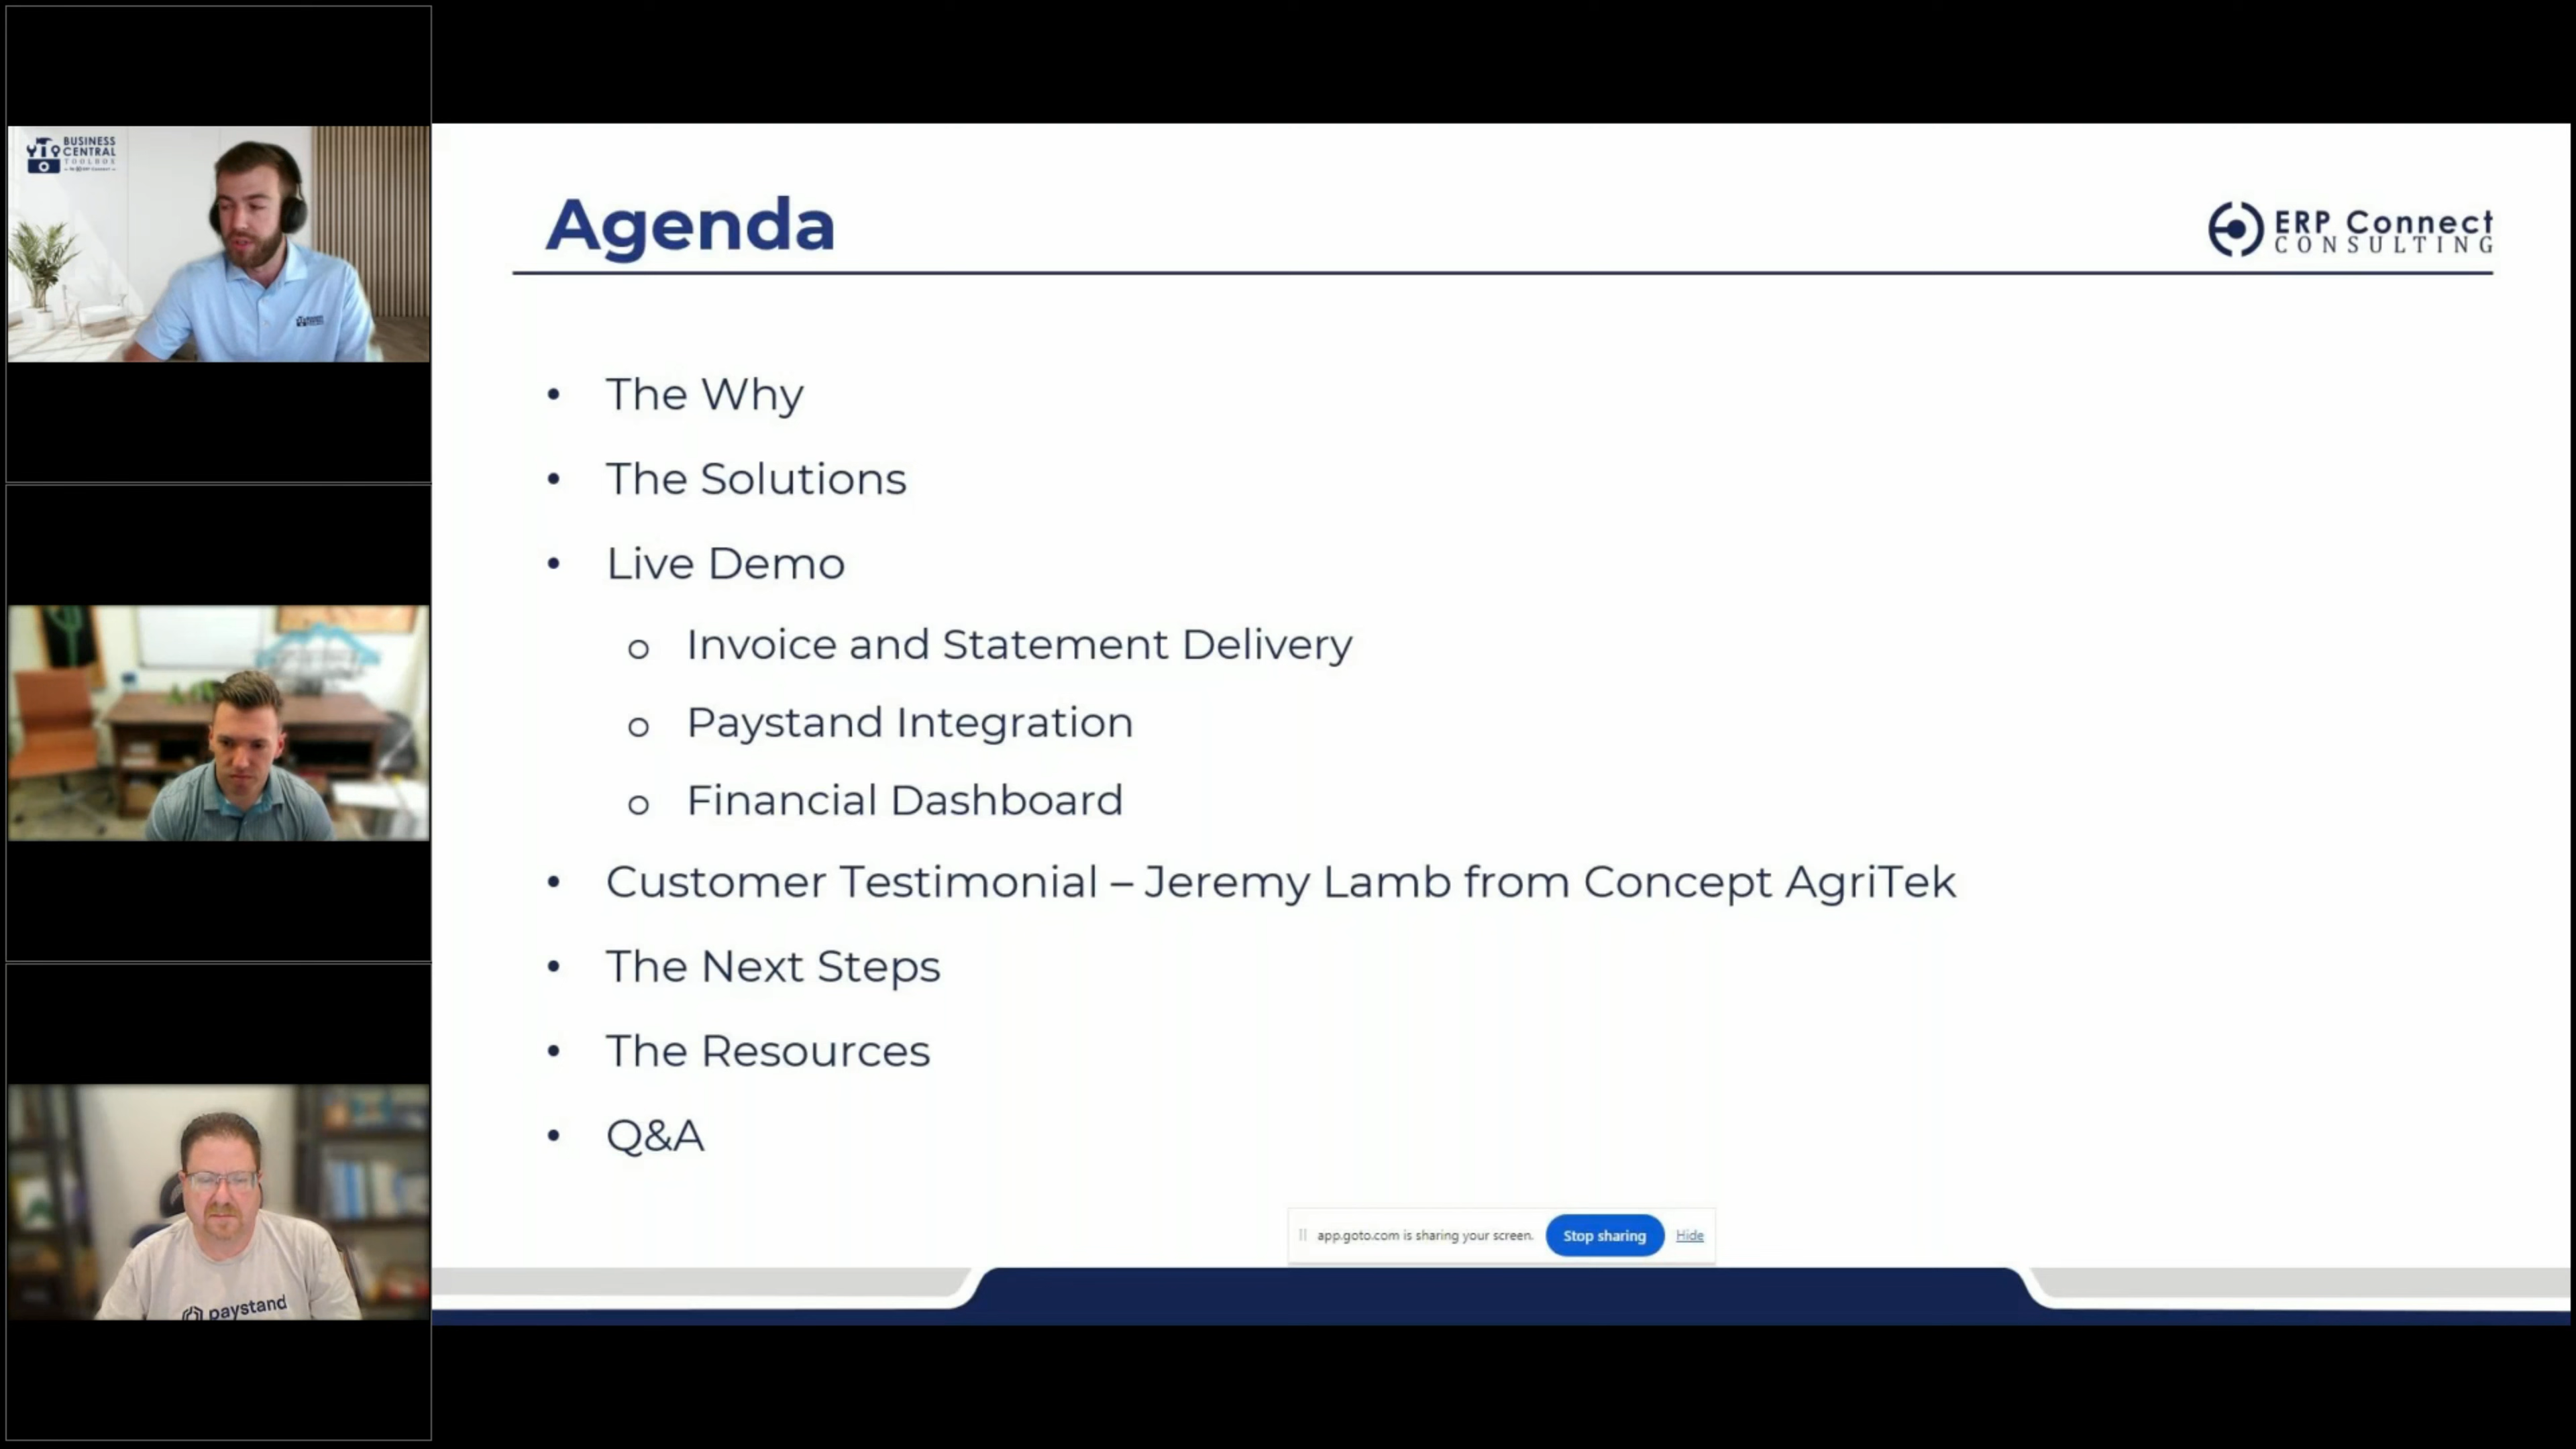 BUSINESS
CENTRAL
TOOLBOX
Agenda
ERP Connect
CONSULTING
• The Why
• The Solutions
• Live Demo
o Invoice and Statement Delivery
o Paystand Integration
o Financial Dashboard
• Customer Testimonial – Jeremy Lamb from Concept AgriTek
• The Next Steps
• The Resources
• Q&A
app.goto.com is sharing your screen. Stop sharing Hide
paystand